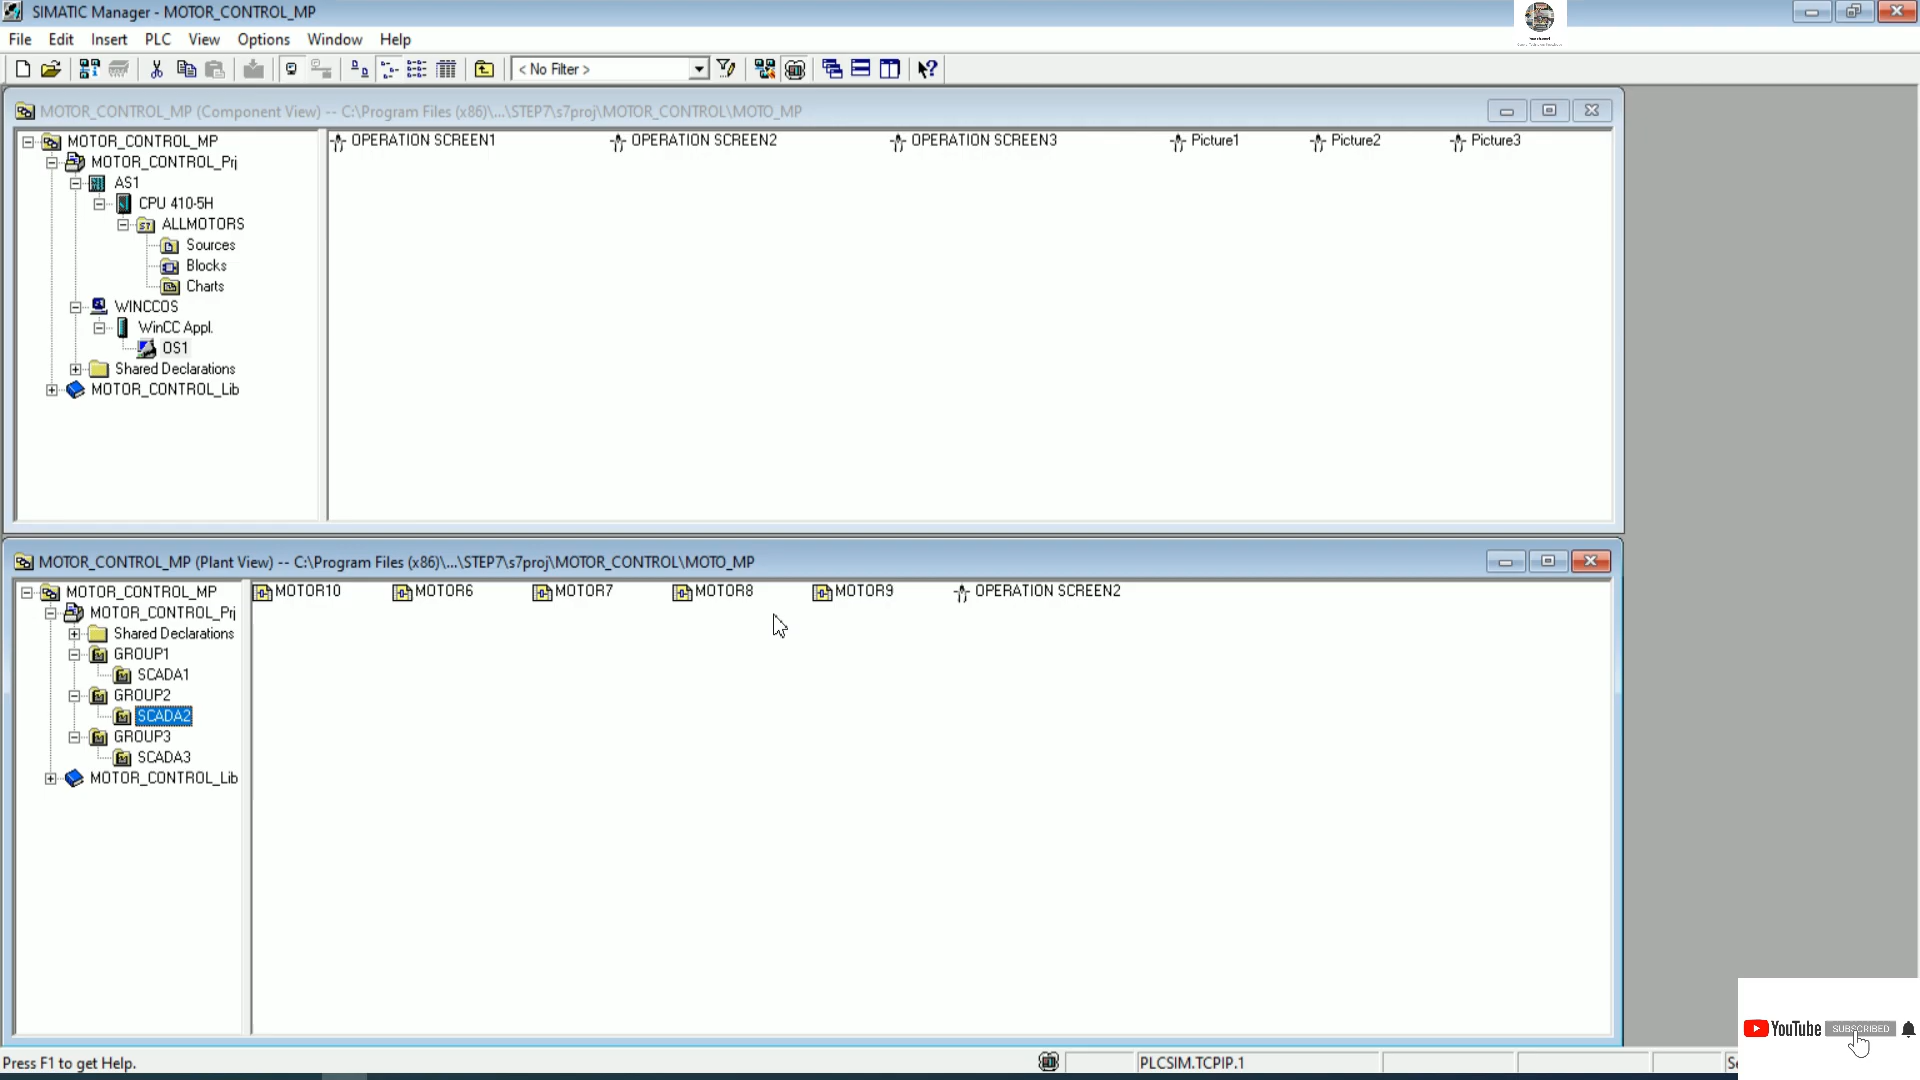 SIMATIC Manager - MOTOR_CONTROL_MP
File Edit Insert PLC View Options Window Help
< No Filter >
MOTOR_CONTROL_MP (Component View) -- C:\Program Files (x86)\...\STEP7\s7proj\MOTOR_CONTROL\MOTO_MP
MOTOR_CONTROL_MP
MOTOR_CONTROL_Prj
AS1
CPU 410-5H
ALLMOTORS
Sources
Blocks
Charts
WINCCOS
WinCC Appl.
OS1
Shared Declarations
MOTOR_CONTROL_Lib
OPERATION SCREEN1 OPERATION SCREEN2 OPERATION SCREEN3 Picture1 Picture2 Picture3
MOTOR_CONTROL_MP (Plant View) -- C:\Program Files (x86)\...\STEP7\s7proj\MOTOR_CONTROL\MOTO_MP
MOTOR_CONTROL_MP
MOTOR_CONTROL_Prj
Shared Declarations
GROUP1
SCADA1
GROUP2
SCADA2
GROUP3
SCADA3
MOTOR_CONTROL_Lib
MOTOR10 MOTOR6 MOTOR7 MOTOR8 MOTOR9 OPERATION SCREEN2
YouTube SUBSCRIBED
Press F1 to get Help.
PLCSIM.TCPIP.1